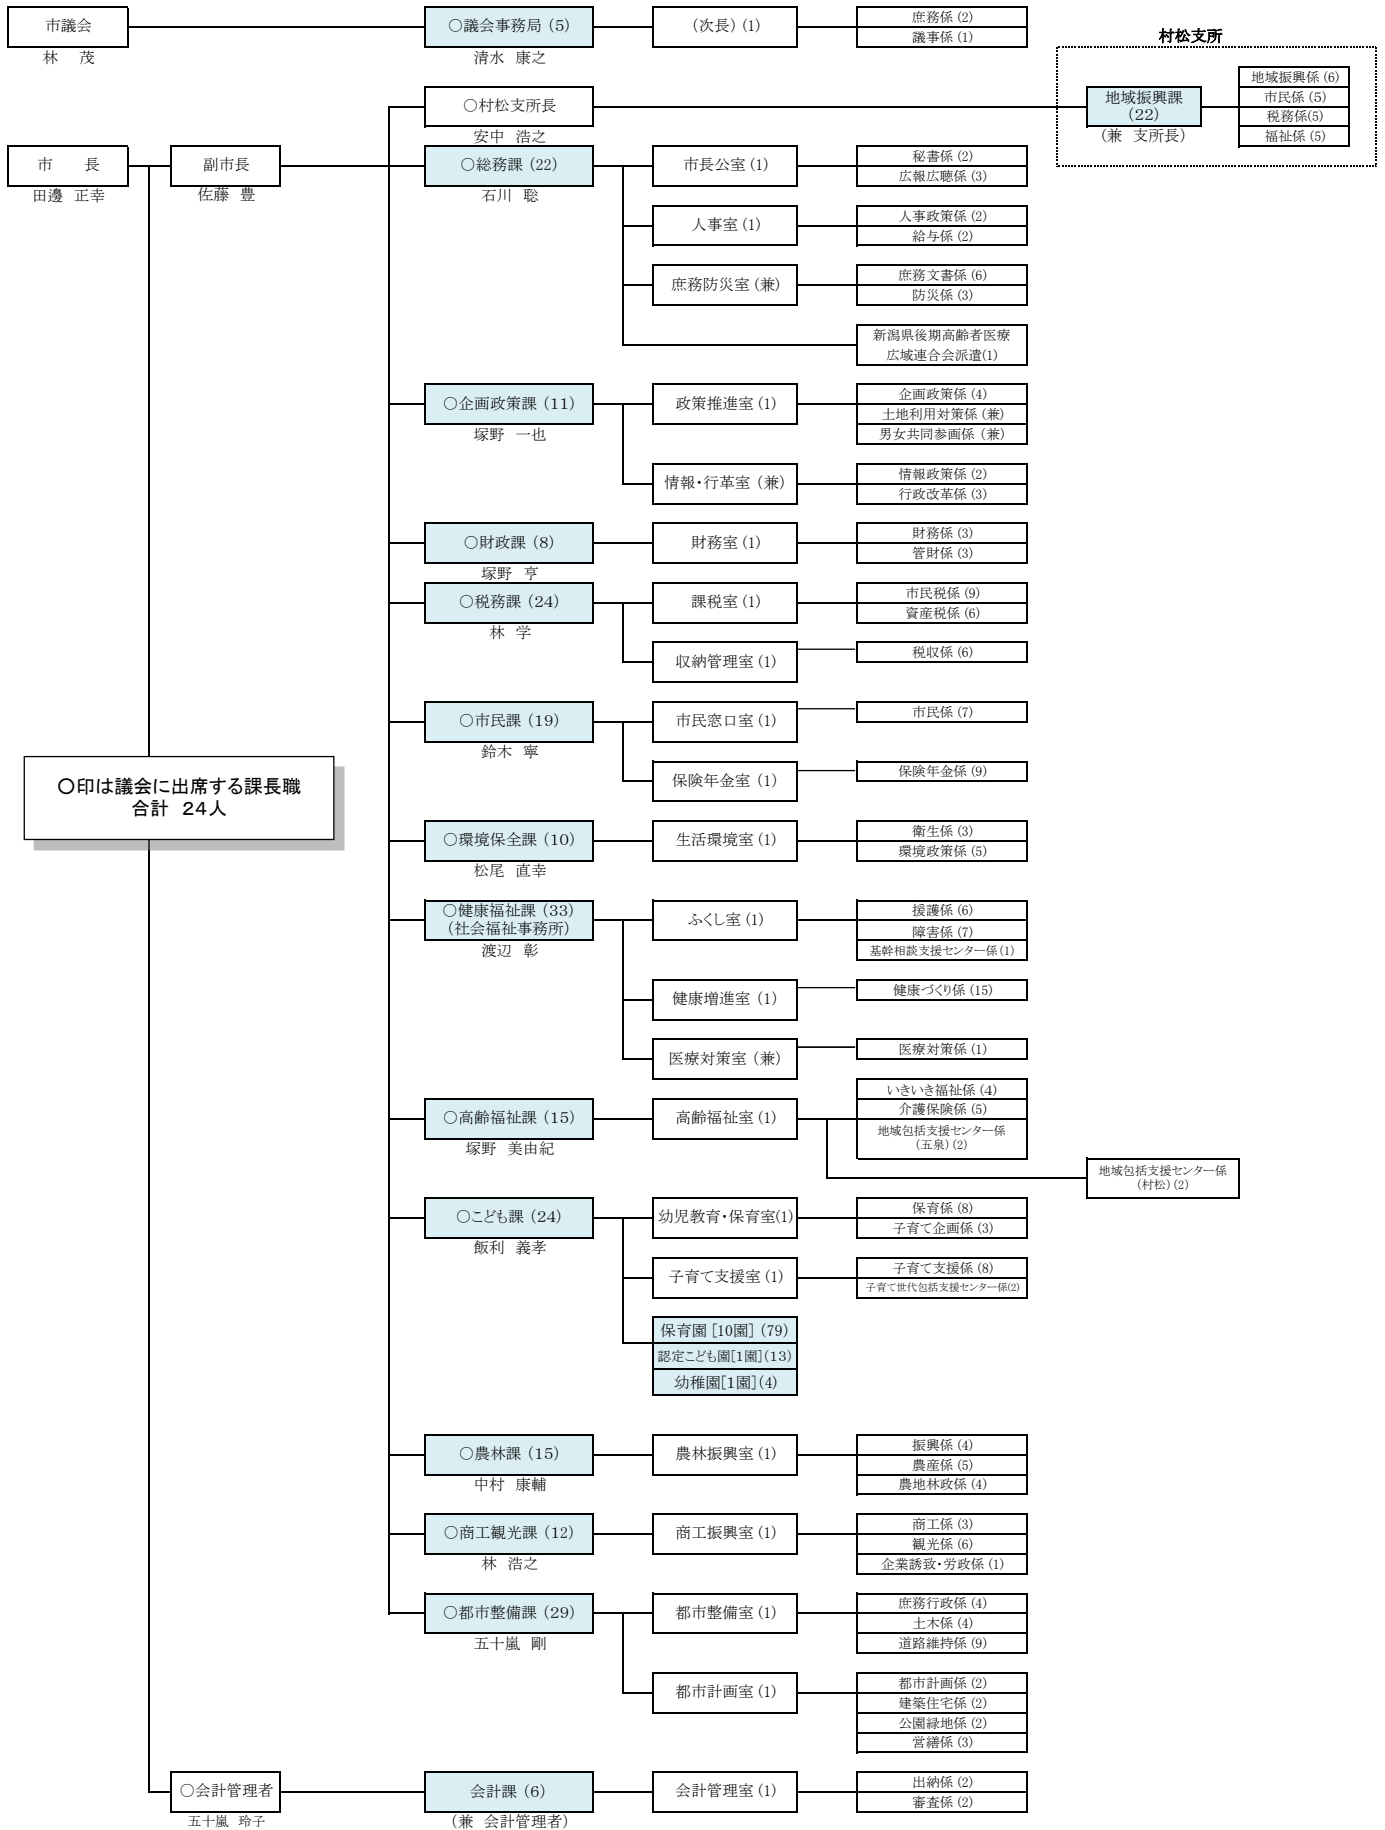 市議会
林 茂
○議会事務局 (5)
清水 康之
(次長) (1)
庶務係 (2)
議事係 (1)
村松支所
○村松支所長
安中 浩之
地域振興課
(22)
(兼 支所長)
地域振興係 (6)
市民係 (5)
税務係(5)
福祉係 (5)
市 長
田邊 正幸
副市長
佐藤 豊
○総務課 (22)
石川 聡
市長公室 (1)
秘書係 (2)
広報広聴係 (3)
人事室 (1)
人事政策係 (2)
給与係 (2)
庶務防災室 (兼)
庶務文書係 (6)
防災係 (3)
新潟県後期高齢者医療
広域連合会派遣(1)
○企画政策課 (11)
塚野 一也
政策推進室 (1)
企画政策係 (4)
土地利用対策係 (兼)
男女共同参画係 (兼)
情報・行革室 (兼)
情報政策係 (2)
行政改革係 (3)
○財政課 (8)
塚野 亨
財務室 (1)
財務係 (3)
管財係 (3)
○税務課 (24)
林 学
課税室 (1)
市民税係 (9)
資産税係 (6)
収納管理室 (1)
税収係 (6)
○市民課 (19)
鈴木 寧
市民窓口室 (1)
市民係 (7)
保険年金室 (1)
保険年金係 (9)
○印は議会に出席する課長職
合計 24人
○環境保全課 (10)
松尾 直幸
生活環境室 (1)
衛生係 (3)
環境政策係 (5)
○健康福祉課 (33)
(社会福祉事務所)
渡辺 彰
ふくし室 (1)
援護係 (6)
障害係 (7)
基幹相談支援センター係 (1)
健康増進室 (1)
健康づくり係 (15)
医療対策室 (兼)
医療対策係 (1)
○高齢福祉課 (15)
塚野 美由紀
高齢福祉室 (1)
いきいき福祉係 (4)
介護保険係 (5)
地域包括支援センター係
(五泉) (2)
地域包括支援センター係
(村松) (2)
○こども課 (24)
飯利 義孝
幼児教育・保育室(1)
保育係 (8)
子育て企画係 (3)
子育て支援室 (1)
子育て支援係 (8)
子育て世代包括支援センター係(2)
保育園 [10園] (79)
認定こども園[1園](13)
幼稚園[1園](4)
○農林課 (15)
中村 康輔
農林振興室 (1)
振興係 (4)
農産係 (5)
農地林政係 (4)
○商工観光課 (12)
林 浩之
商工振興室 (1)
商工係 (3)
観光係 (6)
企業誘致・労政係 (1)
○都市整備課 (29)
五十嵐 剛
都市整備室 (1)
庶務行政係 (4)
土木係 (4)
道路維持係 (9)
都市計画室 (1)
都市計画係 (2)
建築住宅係 (2)
公園緑地係 (2)
営繕係 (3)
○会計管理者
五十嵐 玲子
会計課 (6)
(兼 会計管理者)
会計管理室 (1)
出納係 (2)
審査係 (2)